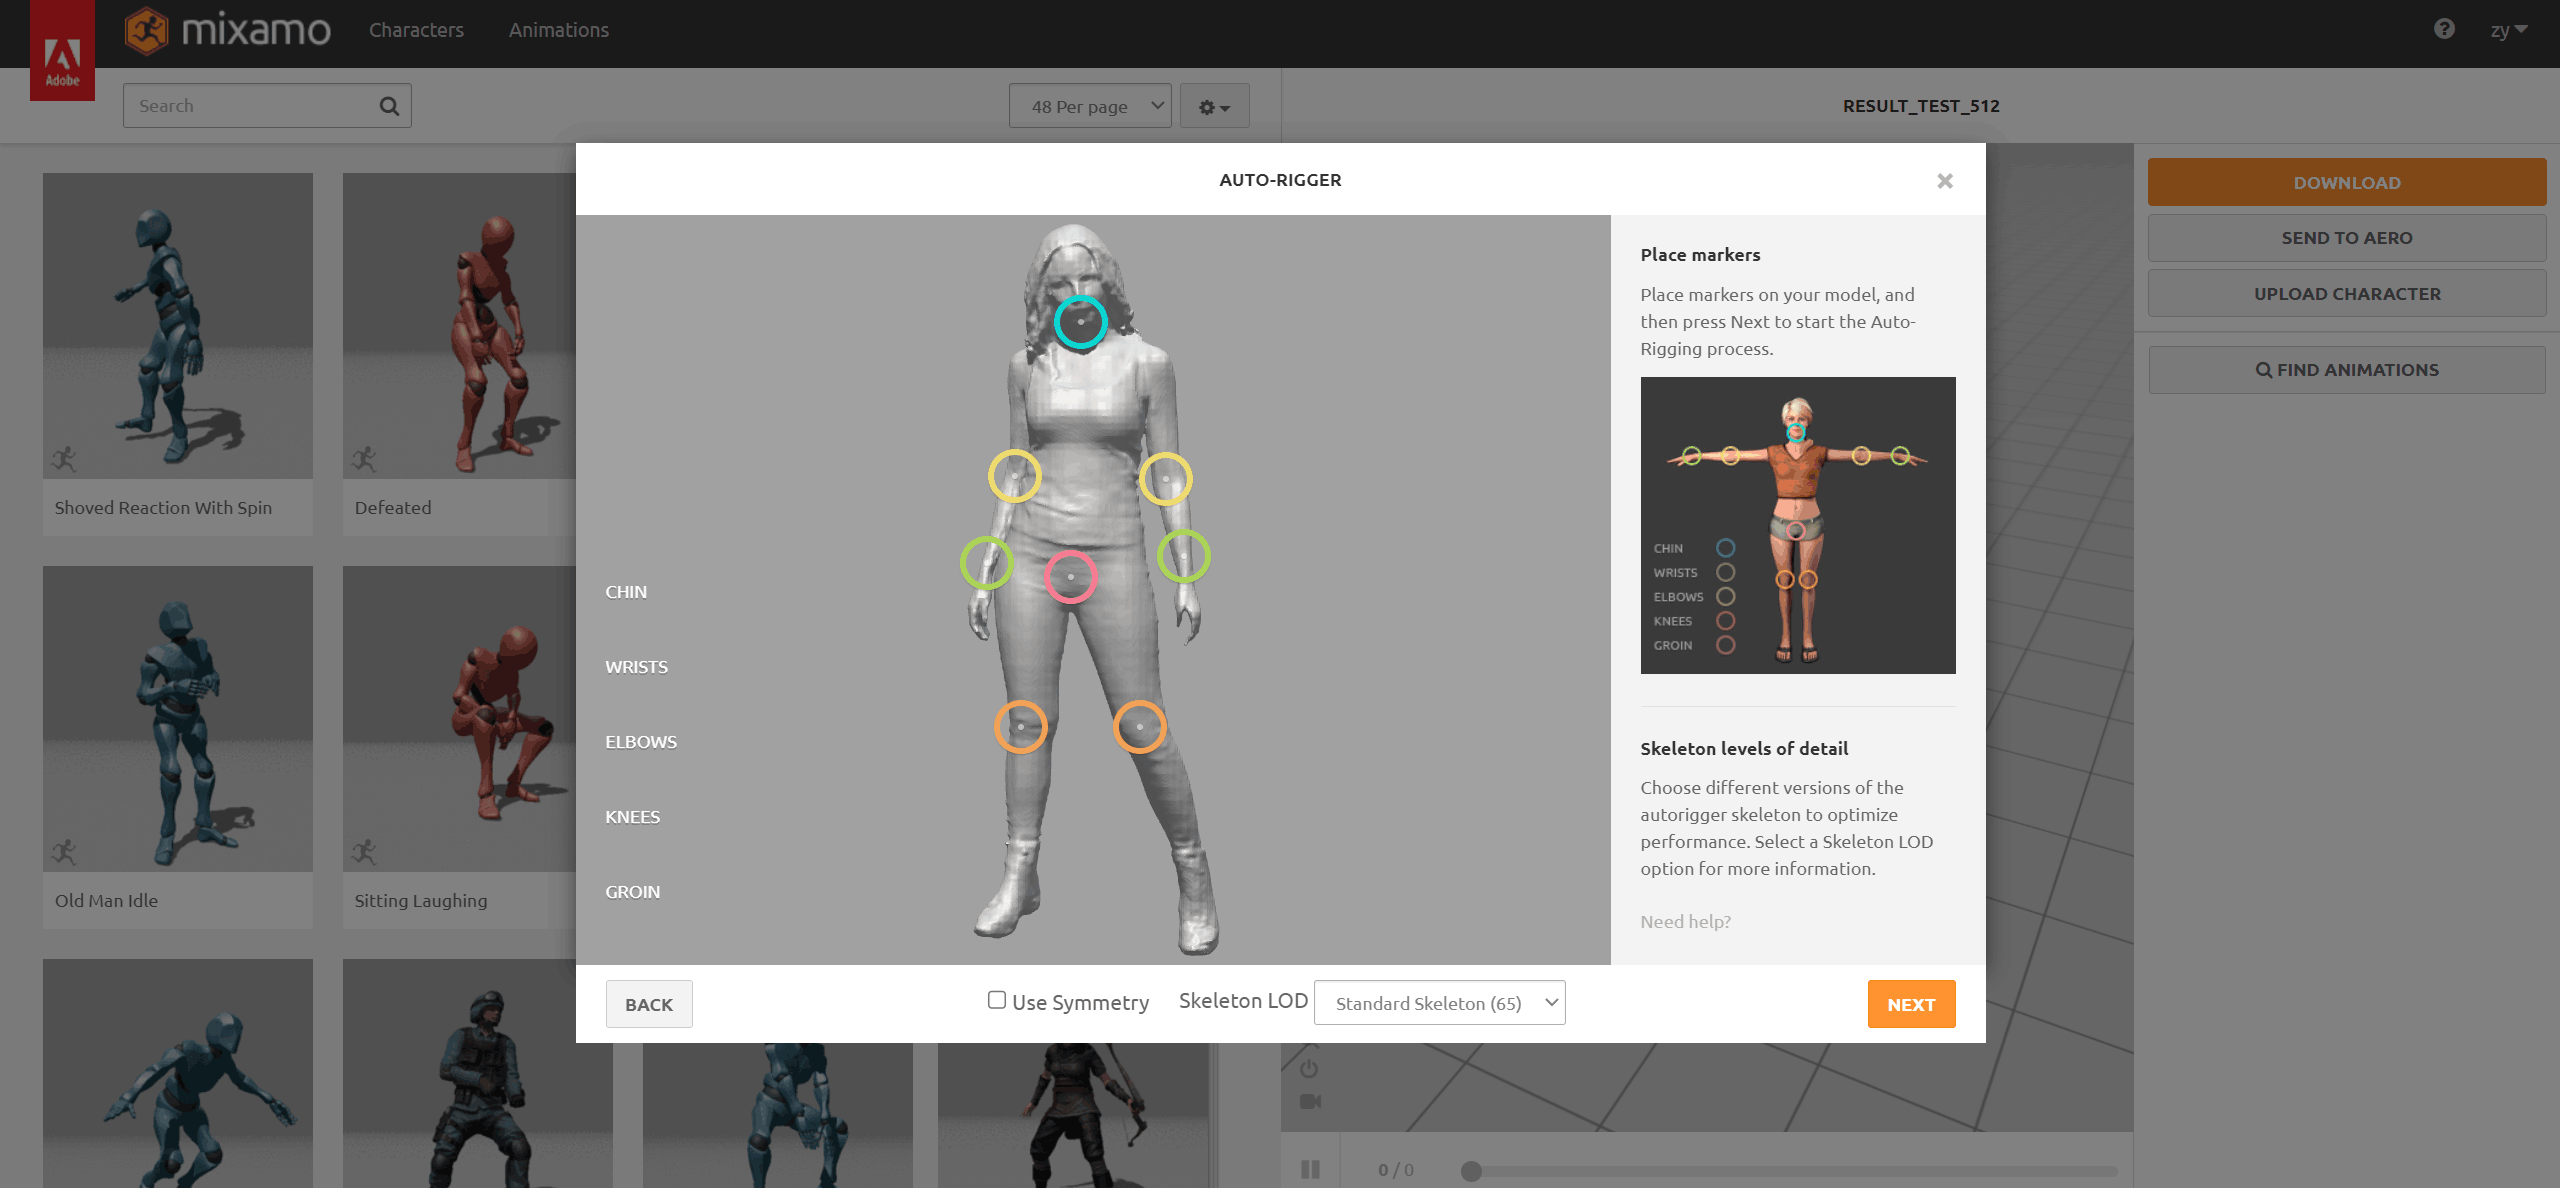 Adobe
mixamo
Characters
Animations
zy
Search
48 Per page
RESULT_TEST_512
AUTO-RIGGER
Shoved Reaction With Spin
Defeated
Old Man Idle
Sitting Laughing
CHIN
WRISTS
ELBOWS
KNEES
GROIN
Place markers
Place markers on your model, and
then press Next to start the Auto-
Rigging process.
CHIN
WRISTS
ELBOWS
KNEES
GROIN
Skeleton levels of detail
Choose different versions of the
autorigger skeleton to optimize
performance. Select a Skeleton LOD
option for more information.
Need help?
BACK
Use Symmetry
Skeleton LOD
Standard Skeleton (65)
NEXT
DOWNLOAD
SEND TO AERO
UPLOAD CHARACTER
FIND ANIMATIONS
0 / 0